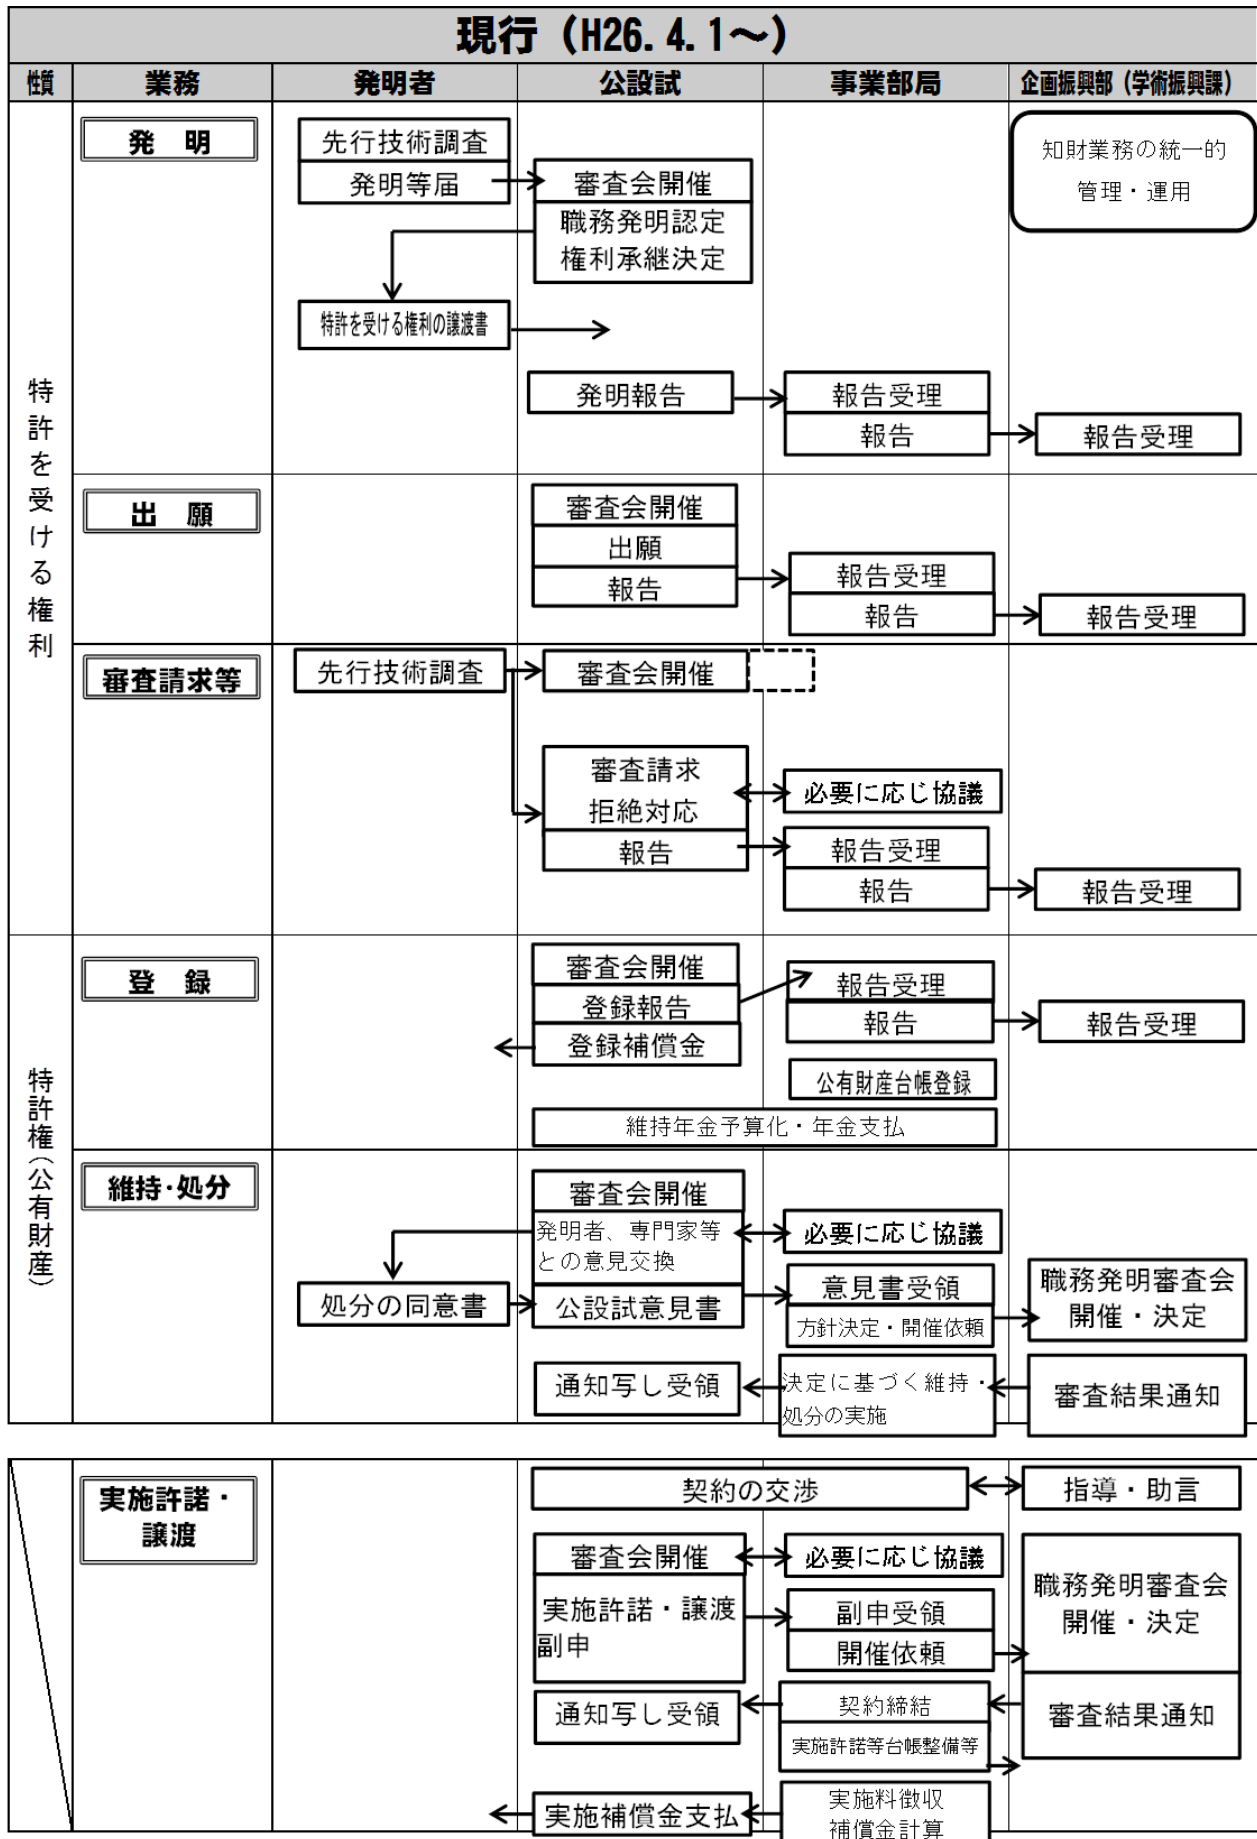 現行（H26.4.1～）
性質
業務
発明者
公設試
事業部局
企画振興部（学術振興課）
特許を受ける権利
発　明
先行技術調査
発明等届
審査会開催
職務発明認定
権利承継決定
知財業務の統一的
管理・運用
特許を受ける権利の譲渡書
発明報告
報告受理
報告
報告受理
出　願
審査会開催
出願
報告
報告受理
報告
報告受理
審査請求等
先行技術調査
審査会開催
審査請求
拒絶対応
報告
必要に応じ協議
報告受理
報告
報告受理
特許権（公有財産）
登　録
審査会開催
登録報告
登録補償金
報告受理
報告
報告受理
公有財産台帳登録
維持年金予算化・年金支払
維持・処分
審査会開催
発明者、専門家等
との意見交換
必要に応じ協議
処分の同意書
公設試意見書
意見書受領
方針決定・開催依頼
職務発明審査会
開催・決定
通知写し受領
決定に基づく維持・
処分の実施
審査結果通知
実施許諾・
譲渡
契約の交渉
指導・助言
審査会開催
必要に応じ協議
実施許諾・譲渡
副申
副申受領
開催依頼
職務発明審査会
開催・決定
通知写し受領
契約締結
実施許諾等台帳整備等
審査結果通知
実施補償金支払
実施料徴収
補償金計算